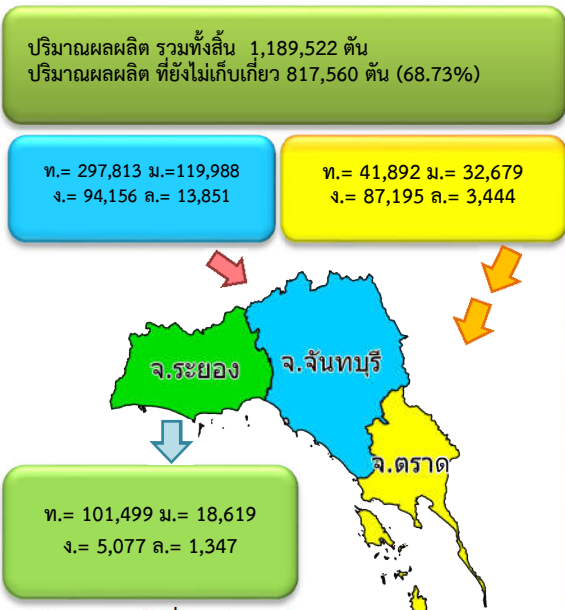 ปริมาณผลผลิต รวมทั้งสิ้น 1,189,522 ตัน
ปริมาณผลผลิต ที่ยังไม่เก็บเกี่ยว 817,560 ตัน (68.73%)
ท.= 297,813 ม.=119,988
ง.= 94,156 ล.= 13,851
ท.= 41,892 ม.= 32,679
ง.= 87,195 ล.= 3,444
จ.ระยอง
จ.จันทบุรี
จ.ตราด
ท.= 101,499 ม.= 18,619
ง.= 5,077 ล.= 1,347